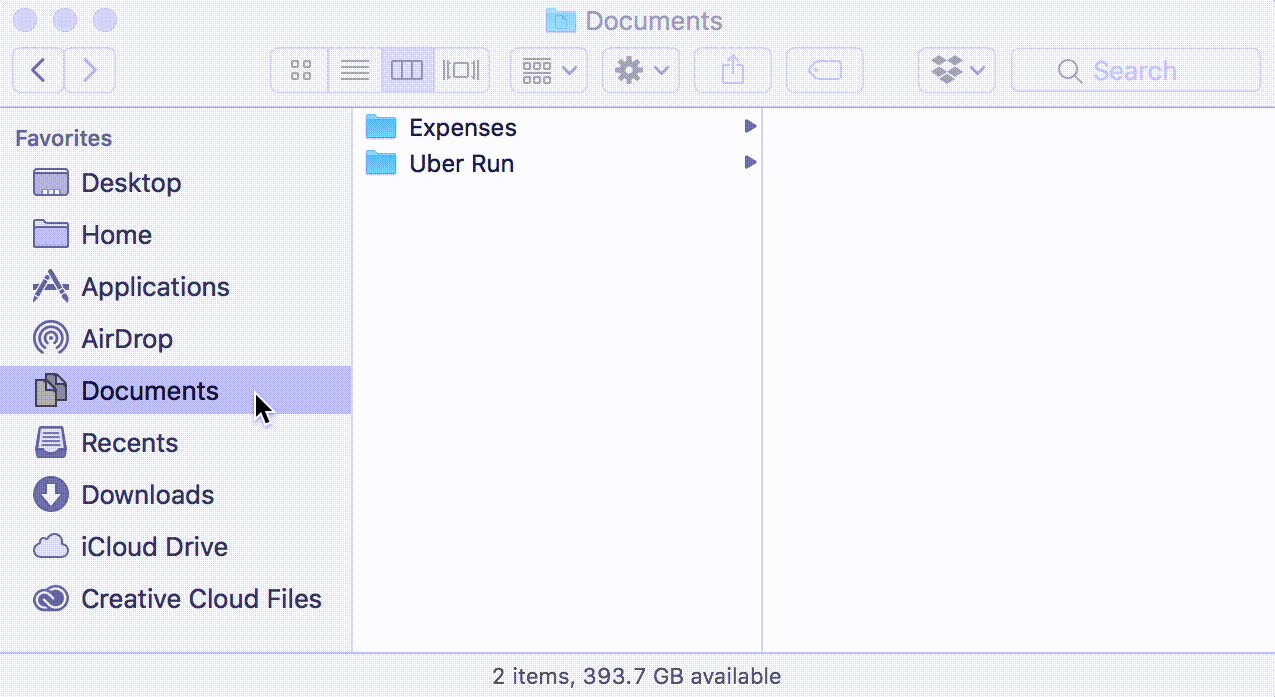 Documents
Search
Favorites
Desktop
Home
Applications
AirDrop
Documents
Recents
Downloads
iCloud Drive
Creative Cloud Files
Expenses
Uber Run
2 items, 393.7 GB available